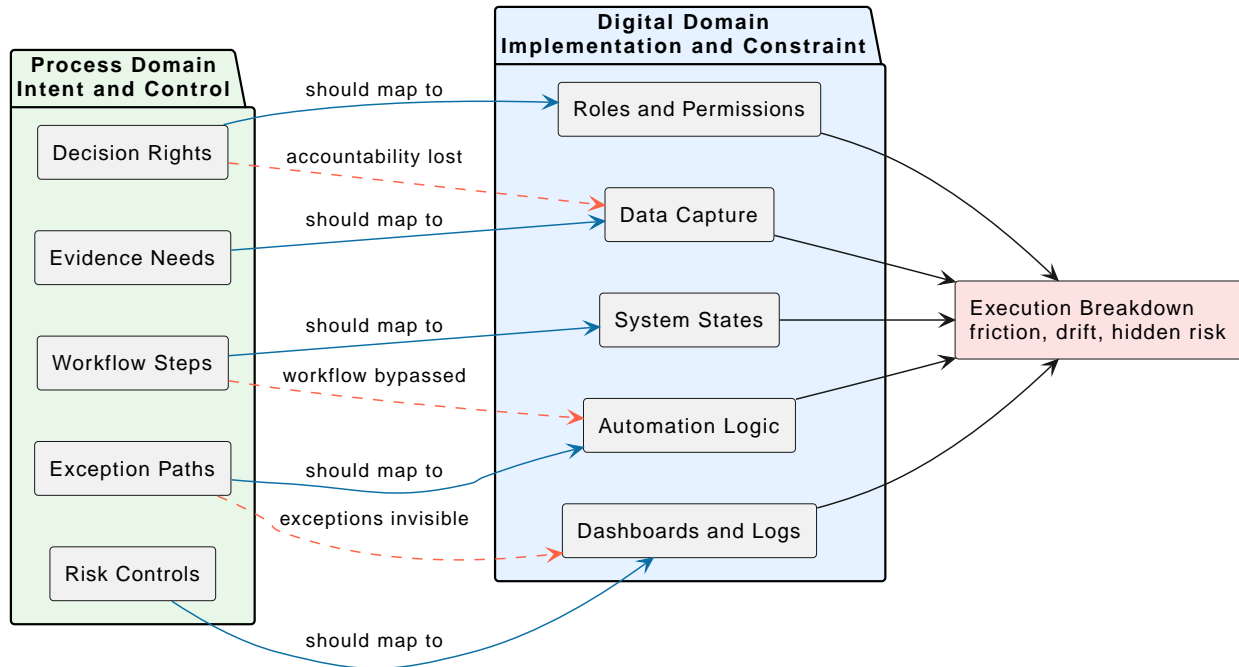 Process Domain
Intent and Control
Decision Rights
Evidence Needs
Workflow Steps
Exception Paths
Risk Controls
should map to
accountability lost
should map to
should map to
workflow bypassed
should map to
exceptions invisible
should map to
Digital Domain
Implementation and Constraint
Roles and Permissions
Data Capture
System States
Automation Logic
Dashboards and Logs
Execution Breakdown
friction, drift, hidden risk